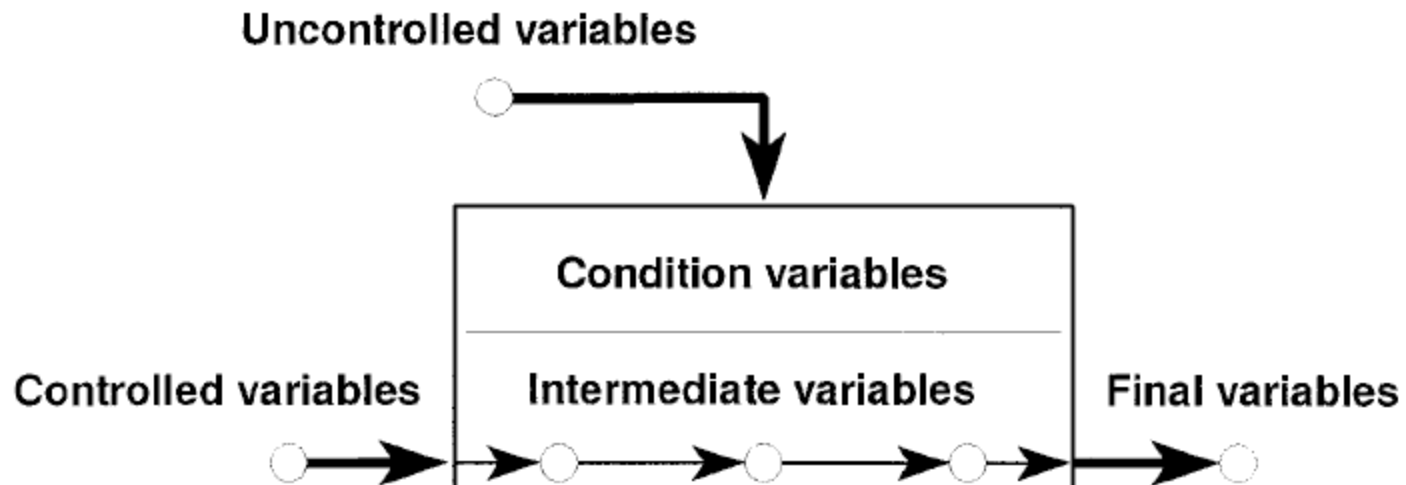 Uncontrolled variables
Condition variables
Controlled variables
Intermediate variables
Final variables